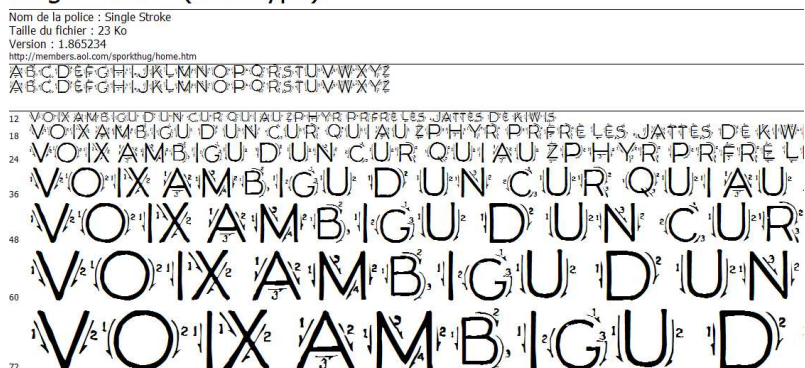 Nom de la police : Single Stroke
Taille du fichier : 23 Ko
Version : 1.865234
http://members.aol.com/sporkthug/home.htm
ABCDEFGHIJKLMNOPQRSTUVWXYZ
ABCDEFGHIJKLMNOPQRSTUVWXYZ
12 VOIX AMBIGU D UN CUR QUI AU ZPHYR PRFRE LES JATTES DE KIWIS
18 VOIX AMBIGU D UN CUR QUI AU ZPHYR PRFRE LES JATTES DE KIW
24 VOIX AMBIGU D UN CUR QUI AU ZPHYR PRFRE L
36 VOIX AMBIGU D UN CUR QUI AU
48 VOIX AMBIGU D UN CUR
60 VOIX AMBIGU D UN
72 VOIX AMBIGU D